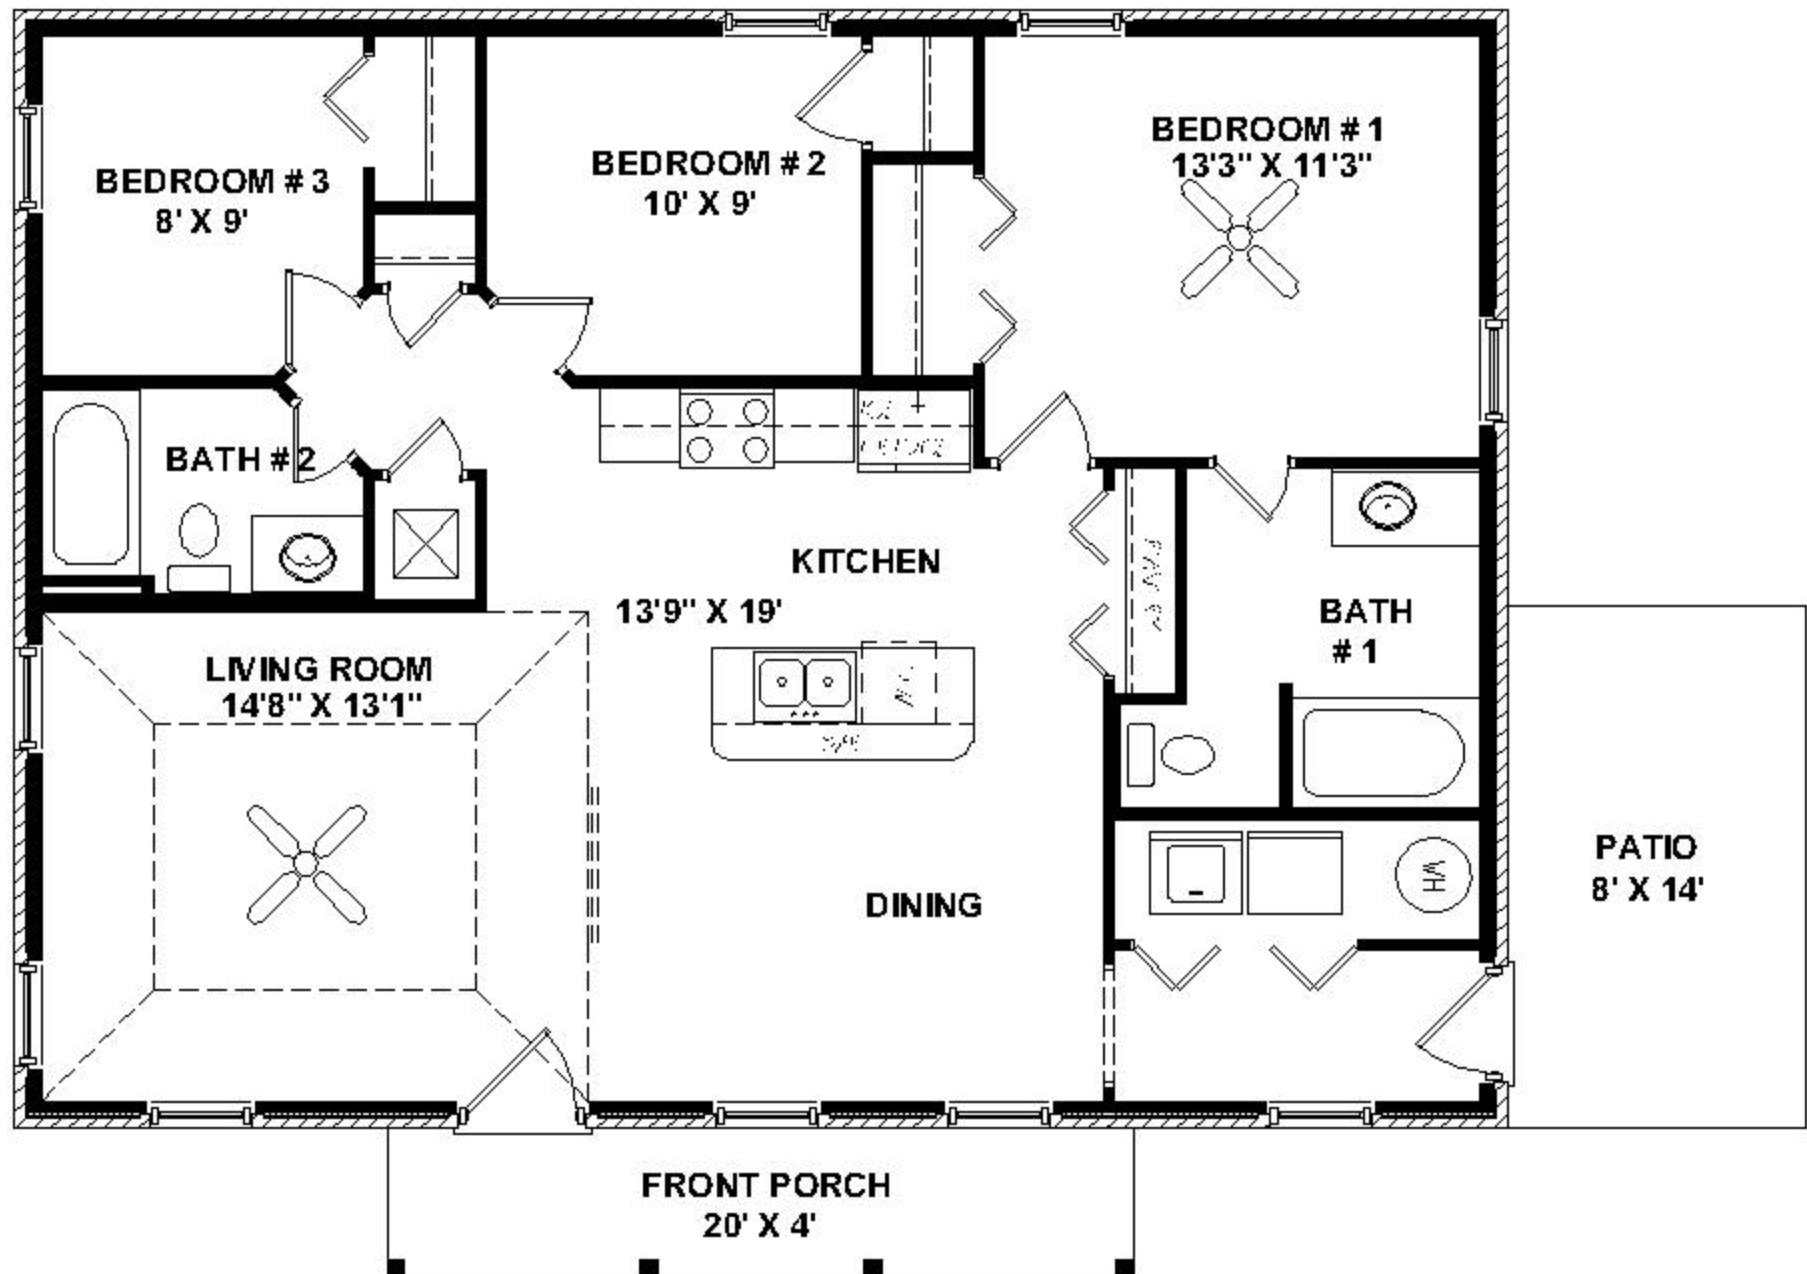 BEDROOM # 3
8' X 9'
BEDROOM # 2
10' X 9'
BEDROOM # 1
13'3" X 11'3"
BATH # 2
KITCHEN
13'9" X 19'
BATH
# 1
LIVING ROOM
14'8" X 13'1"
DINING
WH
PATIO
8' X 14'
FRONT PORCH
20' X 4'